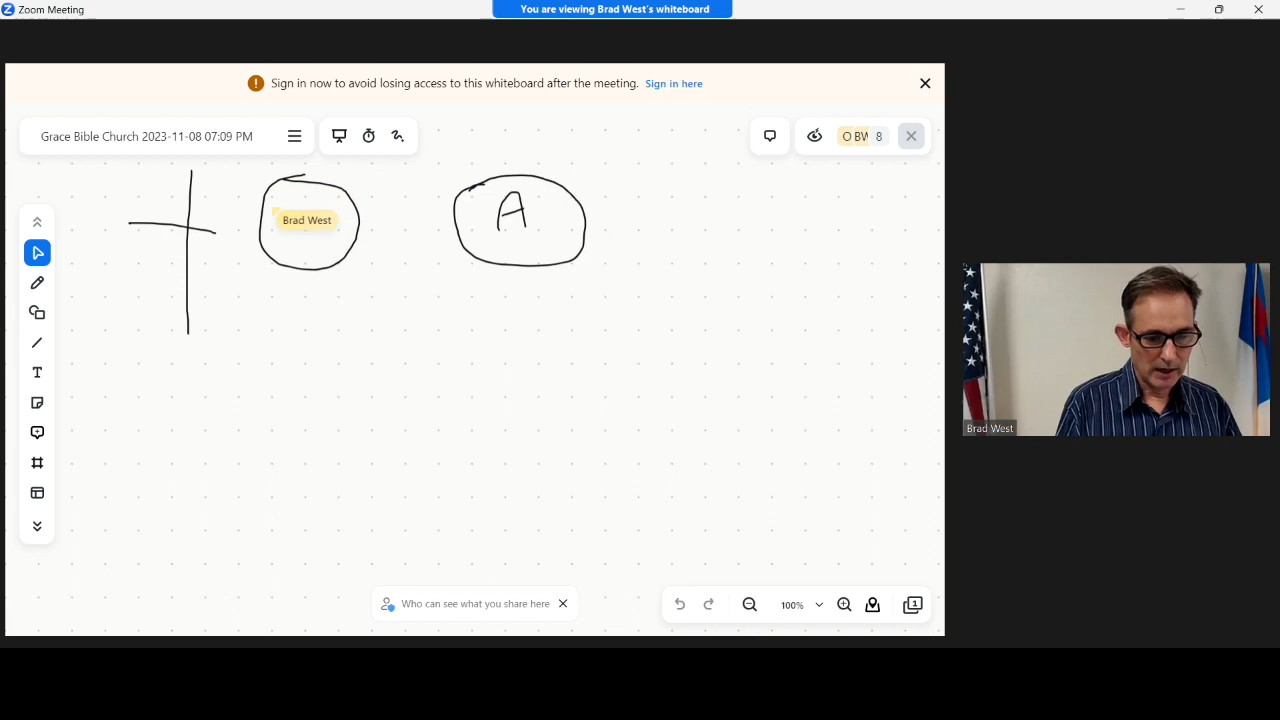 Zoom Meeting
You are viewing Brad West's whiteboard
Sign in now to avoid losing access to this whiteboard after the meeting. Sign in here
Grace Bible Church 2023-11-08 07:09 PM
O BW 8
Brad West
A
T
Brad West
Who can see what you share here
100%
1